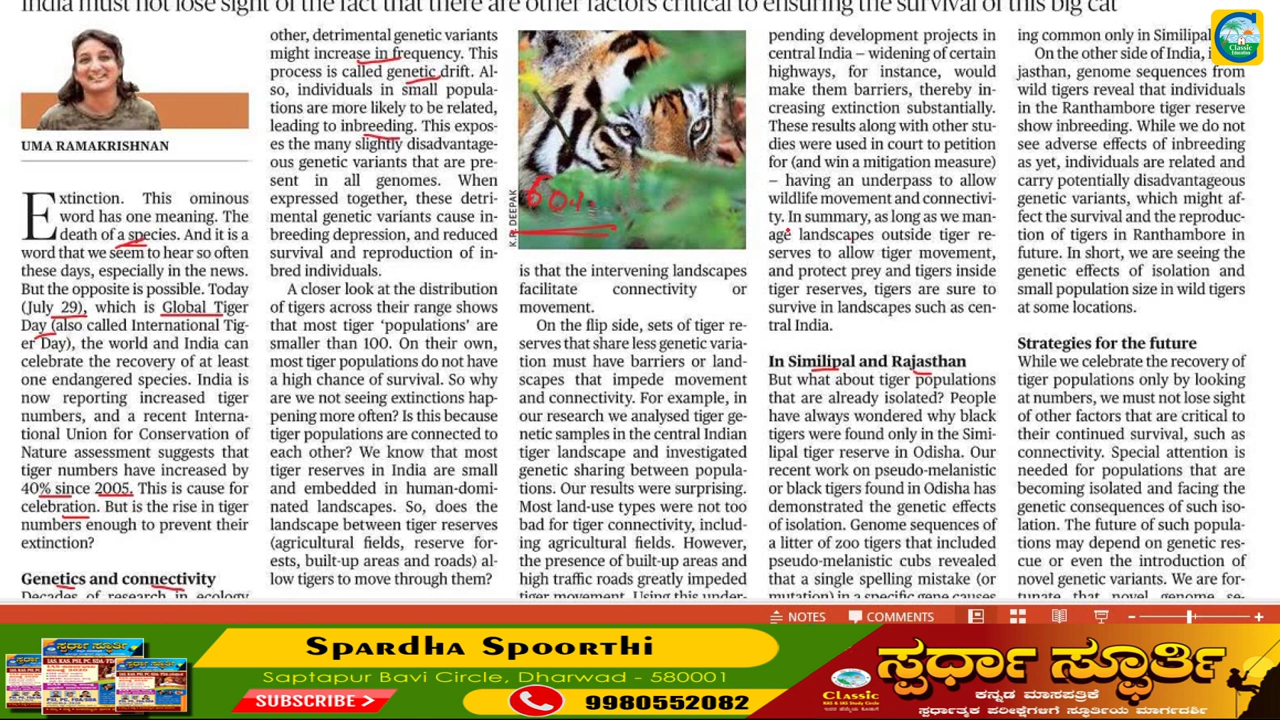 India must not lose sight of the fact that there are other factors critical to ensuring the survival of this big cat
UMA RAMAKRISHNAN
Extinction. This ominous
word has one meaning. The
death of a species. And it is a
word that we seem to hear so often
these days, especially in the news.
But the opposite is possible. Today
(July 29), which is Global Tiger
Day (also called International Tig-
er Day), the world and India can
celebrate the recovery of at least
one endangered species. India is
now reporting increased tiger
numbers, and a recent Interna-
tional Union for Conservation of
Nature assessment suggests that
tiger numbers have increased by
40% since 2005. This is cause for
celebration. But is the rise in tiger
numbers enough to prevent their
extinction?
Genetics and connectivity
Decades of research in ecology
other, detrimental genetic variants
might increase in frequency. This
process is called genetic drift. Al-
so, individuals in small popula-
tions are more likely to be related,
leading to inbreeding. This expos-
es the many slightly disadvantage-
ous genetic variants that are pre-
sent in all genomes. When
expressed together, these detri-
mental genetic variants cause in-
breeding depression, and reduced
survival and reproduction of in-
bred individuals.
A closer look at the distribution
of tigers across their range shows
that most tiger ‘populations’ are
smaller than 100. On their own,
most tiger populations do not have
a high chance of survival. So why
are we not seeing extinctions hap-
pening more often? Is this because
tiger populations are connected to
each other? We know that most
tiger reserves in India are small
and embedded in human-domi-
nated landscapes. So, does the
landscape between tiger reserves
(agricultural fields, reserve for-
ests, built-up areas and roads) al-
low tigers to move through them?
K.R. DEEPAK
is that the intervening landscapes
facilitate connectivity or
movement.
On the flip side, sets of tiger re-
serves that share less genetic varia-
tion must have barriers or land-
scapes that impede movement
and connectivity. For example, in
our research we analysed tiger ge-
netic samples in the central Indian
tiger landscape and investigated
genetic sharing between popula-
tions. Our results were surprising.
Most land-use types were not too
bad for tiger connectivity, includ-
ing agricultural fields. However,
the presence of built-up areas and
high traffic roads greatly impeded
tiger movement. Using this under-
pending development projects in
central India — widening of certain
highways, for instance, would
make them barriers, thereby in-
creasing extinction substantially.
These results along with other stu-
dies were used in court to petition
for (and win a mitigation measure)
— having an underpass to allow
wildlife movement and connectivi-
ty. In summary, as long as we man-
age landscapes outside tiger re-
serves to allow tiger movement,
and protect prey and tigers inside
tiger reserves, tigers are sure to
survive in landscapes such as cen-
tral India.
In Similipal and Rajasthan
But what about tiger populations
that are already isolated? People
have always wondered why black
tigers were found only in the Simi-
lipal tiger reserve in Odisha. Our
recent work on pseudo-melanistic
or black tigers found in Odisha has
demonstrated the genetic effects
of isolation. Genome sequences of
a litter of zoo tigers that included
pseudo-melanistic cubs revealed
that a single spelling mistake (or
mutation) in a specific gene causes
ing common only in Similipal
On the other side of India,
jasthan, genome sequences from
wild tigers reveal that individuals
in the Ranthambore tiger reserve
show inbreeding. While we do not
see adverse effects of inbreeding
as yet, individuals are related and
carry potentially disadvantageous
genetic variants, which might af-
fect the survival and the reproduc-
tion of tigers in Ranthambore in
future. In short, we are seeing the
genetic effects of isolation and
small population size in wild tigers
at some locations.
Strategies for the future
While we celebrate the recovery of
tiger populations only by looking
at numbers, we must not lose sight
of other factors that are critical to
their continued survival, such as
connectivity. Special attention is
needed for populations that are
becoming isolated and facing the
genetic consequences of such iso-
lation. The future of such popula-
tions may depend on genetic res-
cue or even the introduction of
novel genetic variants. We are for-
tunate that novel genome se-
Classic
Education
NOTES
COMMENTS
SPARDHA SPOORTHI
Saptapur Bavi Circle, Dharwad - 580001
SUBSCRIBE
9980552082
Classic
ಸ್ಪರ್ಧಾ ಸ್ಫೂರ್ತಿ
ಕನ್ನಡ ಮಾಸಪತ್ರಿಕೆ
ಸ್ಪರ್ಧಾತ್ಮಕ ಪರೀಕ್ಷೆಗಳಿಗೆ ಸ್ಫೂರ್ತಿಯ ಮಾರ್ಗದರ್ಶಿ